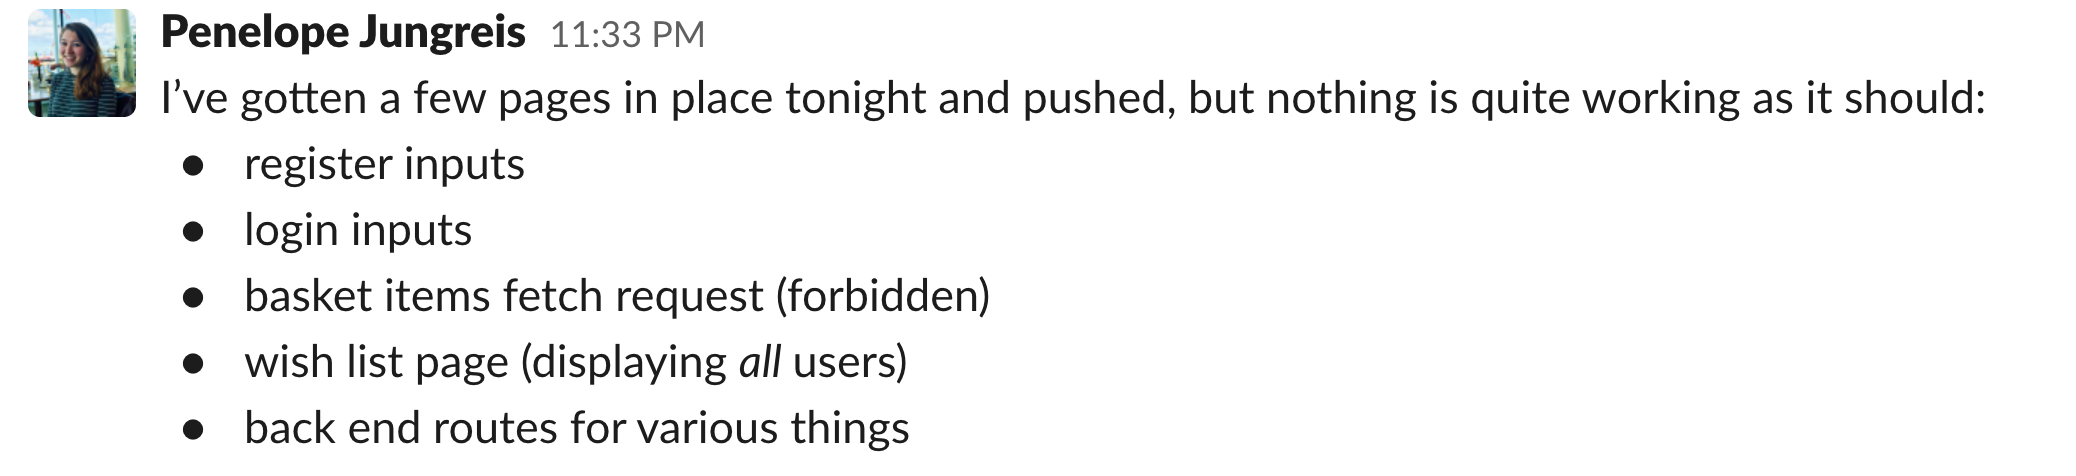 Penelope Jungreis 11:33 PM
I’ve gotten a few pages in place tonight and pushed, but nothing is quite working as it should:
• register inputs
• login inputs
• basket items fetch request (forbidden)
• wish list page (displaying all users)
• back end routes for various things